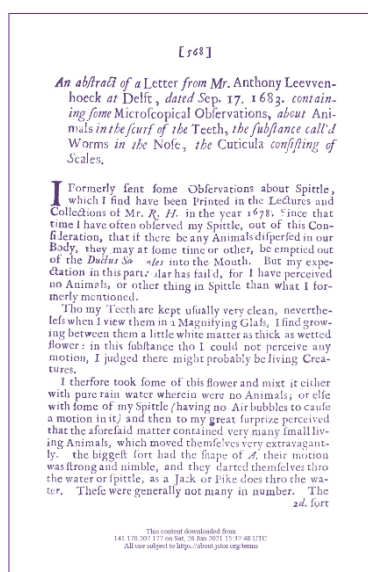 [ 568 ]
An abſtract of a Letter from Mr. Anthony Leevven-
hoeck at Delft, dated Sep. 17. 1683. contain-
ing ſome Microſcopical Obſervations, about Ani-
mals in the ſcurf of the Teeth, the ſubſtance call'd
Worms in the Noſe, the Cuticula conſiſting of
Scales.
I Formerly ſent ſome Obſervations about Spittle,
which I find have been Printed in the Lectures and
Collections of Mr. R. H. in the year 1678. Since that
time I have often obſerved my Spittle, out of this Con-
ſideration, that if there be any Animals diſperſed in our
Body, they may at ſome time or other, be emptied out
of the Ductus into the Mouth. But my expe-
ctation in this has fail'd, for I have perceived
no Animals, or other thing in Spittle than what I for-
merly mentioned.
Tho my Teeth are kept uſually very clean, neverthe-
leſs when I view them in a Magnifying Glaſs, I find grow-
ing between them a little white matter as thick as wetted
flower: in this ſubſtance tho I could not perceive any
motion, I judged there might probably be living Crea-
tures.
I therfore took ſome of this flower and mixt it either
with pure rain water wherein were no Animals; or elſe
with ſome of my Spittle (having no Air bubbles to cauſe
a motion in it) and then to my great ſurprize perceived
that the aforeſaid matter contained very many ſmall liv-
ing Animals, which moved themſelves very extravagant-
ly. the biggeſt ſort had the ſhape of A. their motion
was ſtrong and nimble, and they darted themſelves thro
the water or ſpittle, as a Jack or Pike does thro the wa-
ter. Theſe were generally not many in number. The
2d. ſort
This content downloaded from
141.170.207.177 on Sat, 26 Jun 2021 15:17:48 UTC
All use subject to https://about.jstor.org/terms